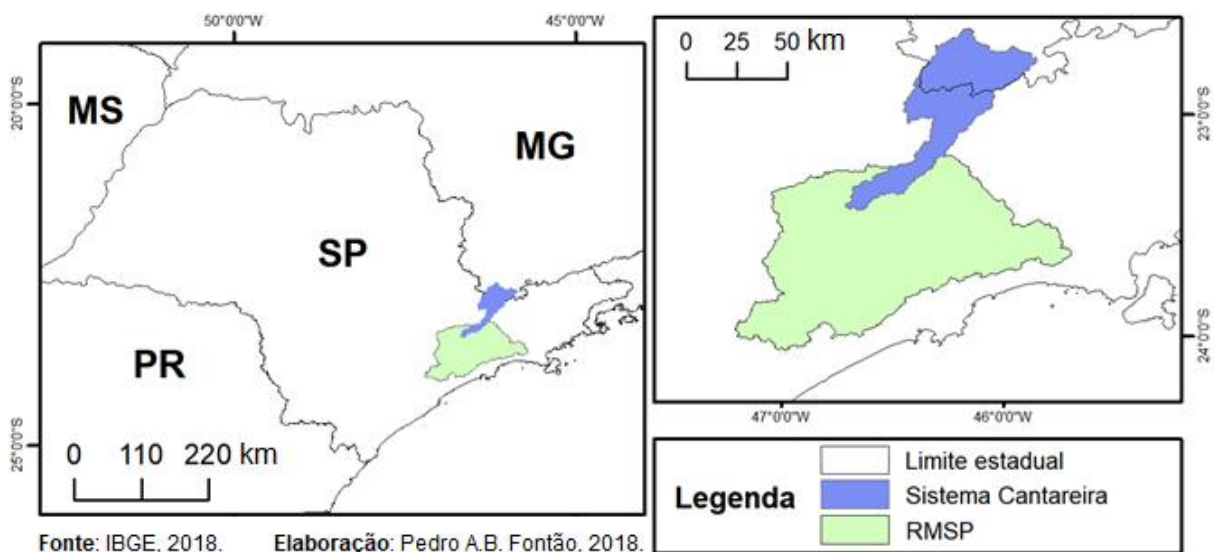 50°0'0"W
45°0'0"W
20°0'0"S
25°0'0"S
MS
MG
SP
PR
0 110 220 km
0 25 50 km
23°0'0"S
24°0'0"S
47°0'0"W
46°0'0"W
Legenda
Limite estadual
Sistema Cantareira
RMSP
Fonte: IBGE, 2018. Elaboração: Pedro A.B. Fontão, 2018.